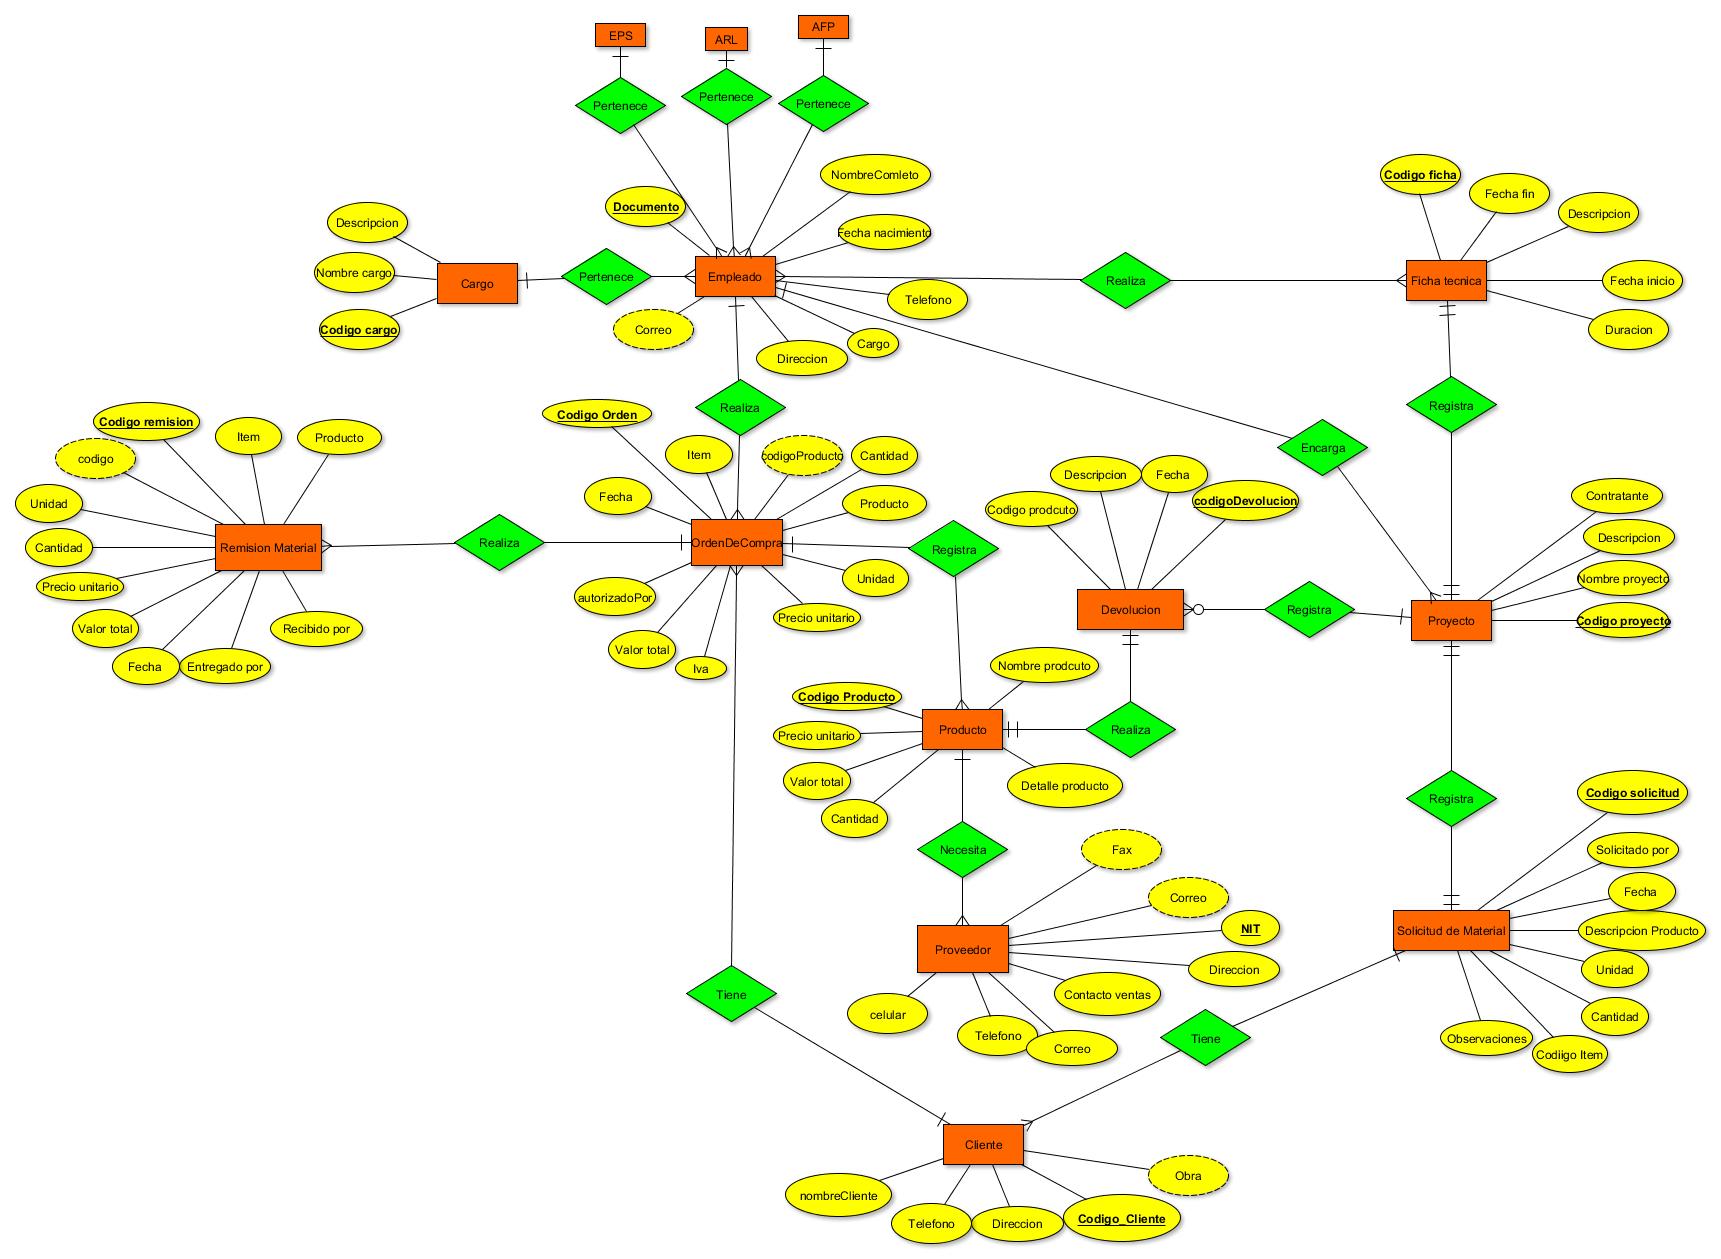 EPS
ARL
AFP
Pertenece
Pertenece
Pertenece
NombreComleto
Documento
Fecha nacimiento
Descripcion
Nombre cargo
Codigo cargo
Cargo
Pertenece
Empleado
Telefono
Correo
Direccion
Cargo
Realiza
Codigo ficha
Fecha fin
Descripcion
Ficha tecnica
Fecha inicio
Duracion
Realiza
Registra
Encarga
Codigo remision
Item
Producto
codigo
Unidad
Cantidad
Remision Material
Precio unitario
Valor total
Fecha
Entregado por
Recibido por
Realiza
Codigo Orden
Item
codigoProducto
Cantidad
Fecha
Producto
OrdenDeCompra
Unidad
autorizadoPor
Precio unitario
Valor total
Iva
Registra
Descripcion
Fecha
Codigo prodcuto
codigoDevolucion
Devolucion
Registra
Contratante
Descripcion
Nombre proyecto
Proyecto
Codigo proyecto
Nombre prodcuto
Codigo Producto
Precio unitario
Producto
Realiza
Valor total
Detalle producto
Cantidad
Necesita
Registra
Codigo solicitud
Solicitado por
Fax
Correo
Fecha
NIT
Solicitud de Material
Descripcion Producto
Proveedor
Direccion
Unidad
Contacto ventas
celular
Cantidad
Telefono
Correo
Tiene
Tiene
Observaciones
Codiigo Item
Cliente
Obra
nombreCliente
Telefono
Direccion
Codigo_Cliente